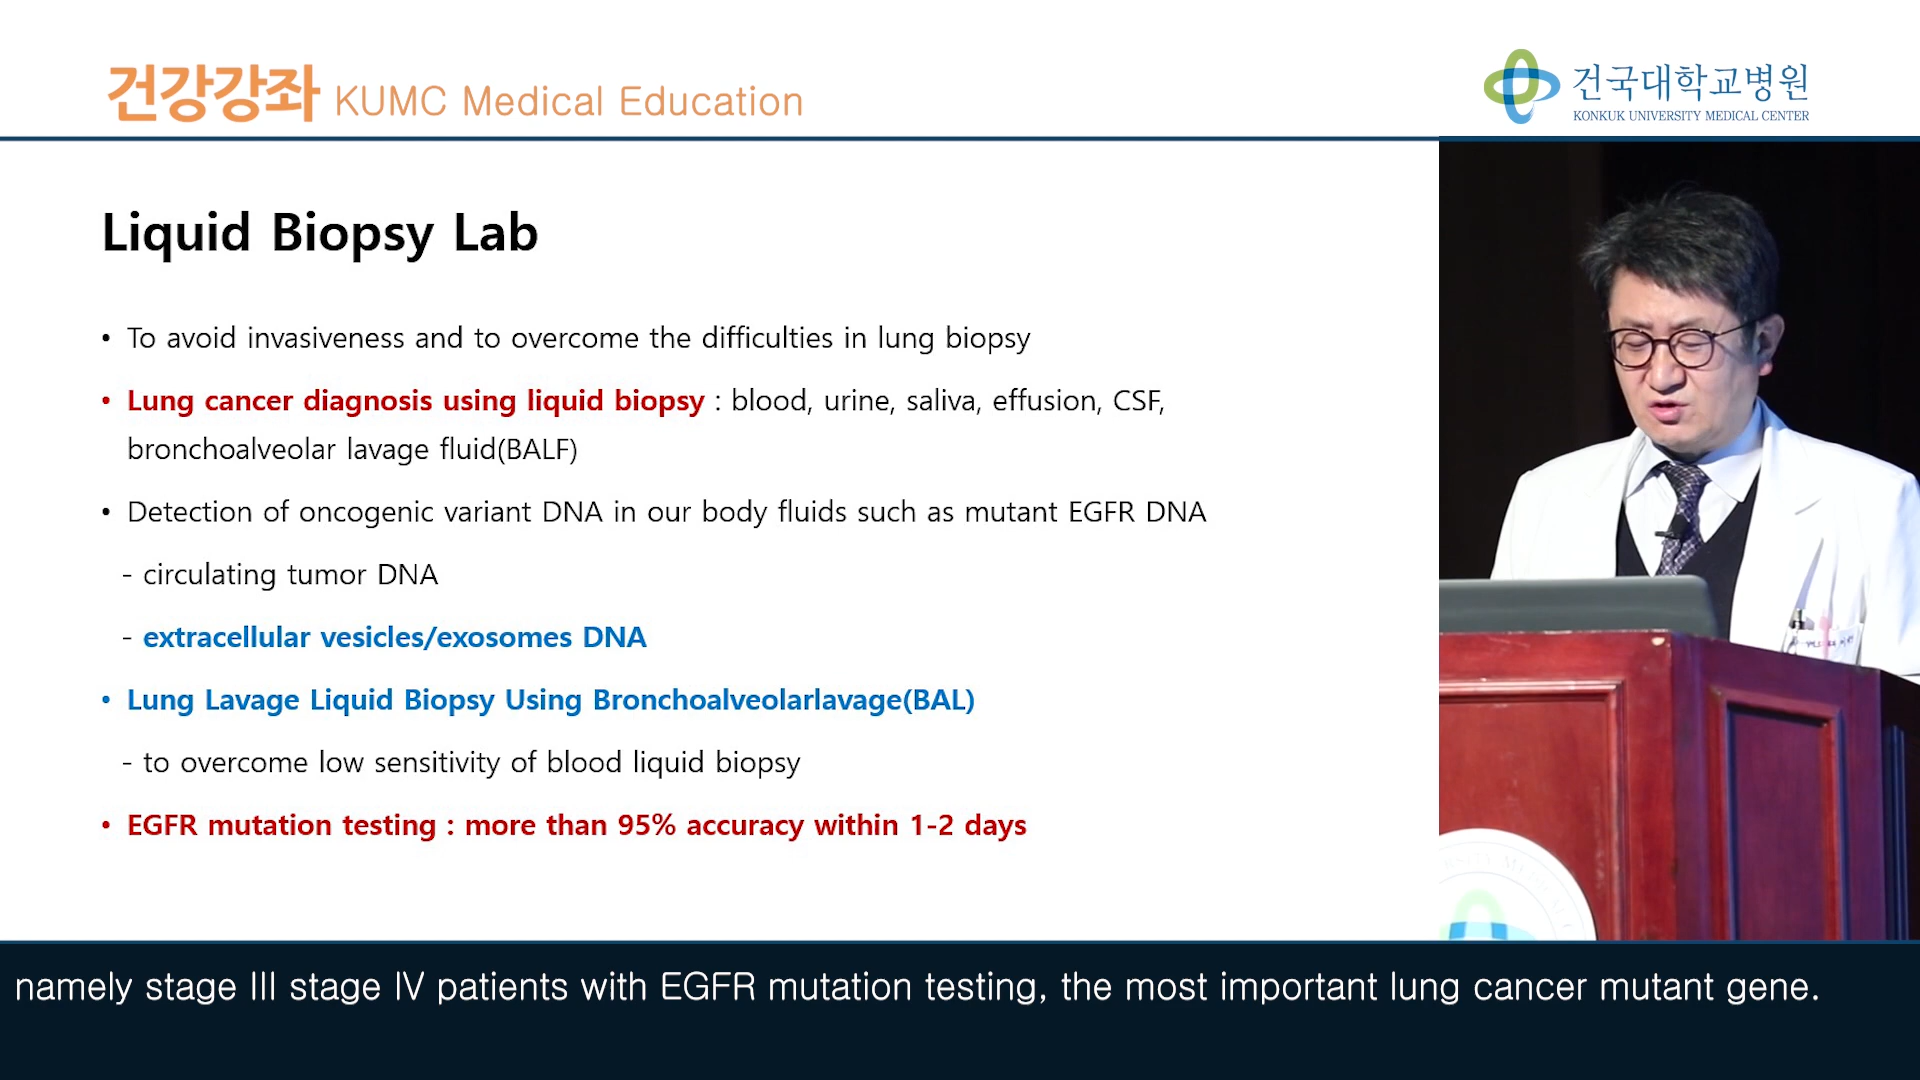 건강강좌 KUMC Medical Education
건국대학교병원
KONKUK UNIVERSITY MEDICAL CENTER
Liquid Biopsy Lab
• To avoid invasiveness and to overcome the difficulties in lung biopsy
• Lung cancer diagnosis using liquid biopsy : blood, urine, saliva, effusion, CSF,
bronchoalveolar lavage fluid(BALF)
• Detection of oncogenic variant DNA in our body fluids such as mutant EGFR DNA
- circulating tumor DNA
- extracellular vesicles/exosomes DNA
• Lung Lavage Liquid Biopsy Using Bronchoalveolarlavage(BAL)
- to overcome low sensitivity of blood liquid biopsy
• EGFR mutation testing : more than 95% accuracy within 1-2 days
namely stage III stage IV patients with EGFR mutation testing, the most important lung cancer mutant gene.